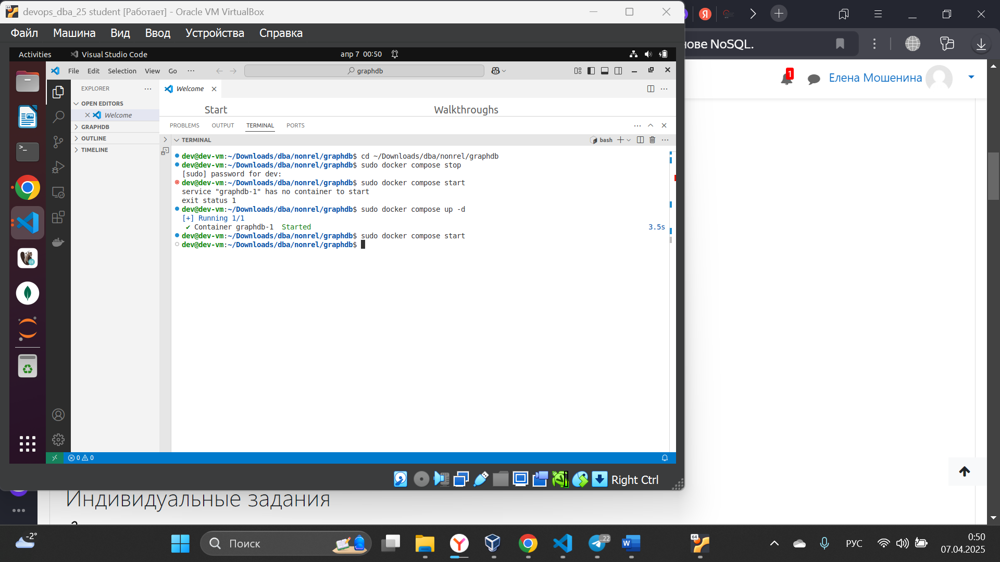 devops_dba_25 student [Работает] - Oracle VM VirtualBox
Файл Машина Вид Ввод Устройства Справка
Activities Visual Studio Code апр 7 00:50
File Edit Selection View Go ··· graphdb
EXPLORER ···
Welcome
OPEN EDITORS
Welcome
GRAPHDB
OUTLINE
TIMELINE
Start Walkthroughs
PROBLEMS OUTPUT TERMINAL PORTS
TERMINAL bash
dev@dev-vm:~/Downloads/dba/nonrel/graphdb$ cd ~/Downloads/dba/nonrel/graphdb
dev@dev-vm:~/Downloads/dba/nonrel/graphdb$ sudo docker compose stop
[sudo] password for dev:
dev@dev-vm:~/Downloads/dba/nonrel/graphdb$ sudo docker compose start
service "graphdb-1" has no container to start
exit status 1
dev@dev-vm:~/Downloads/dba/nonrel/graphdb$ sudo docker compose up -d
[+] Running 1/1
✔ Container graphdb-1 Started 3.5s
dev@dev-vm:~/Downloads/dba/nonrel/graphdb$ sudo docker compose start
dev@dev-vm:~/Downloads/dba/nonrel/graphdb$
0 0
Right Ctrl
нове NoSQL.
1
Елена Мошенина
Индивидуальные задания
-2°
Поиск
22
64
РУС
0:50
07.04.2025